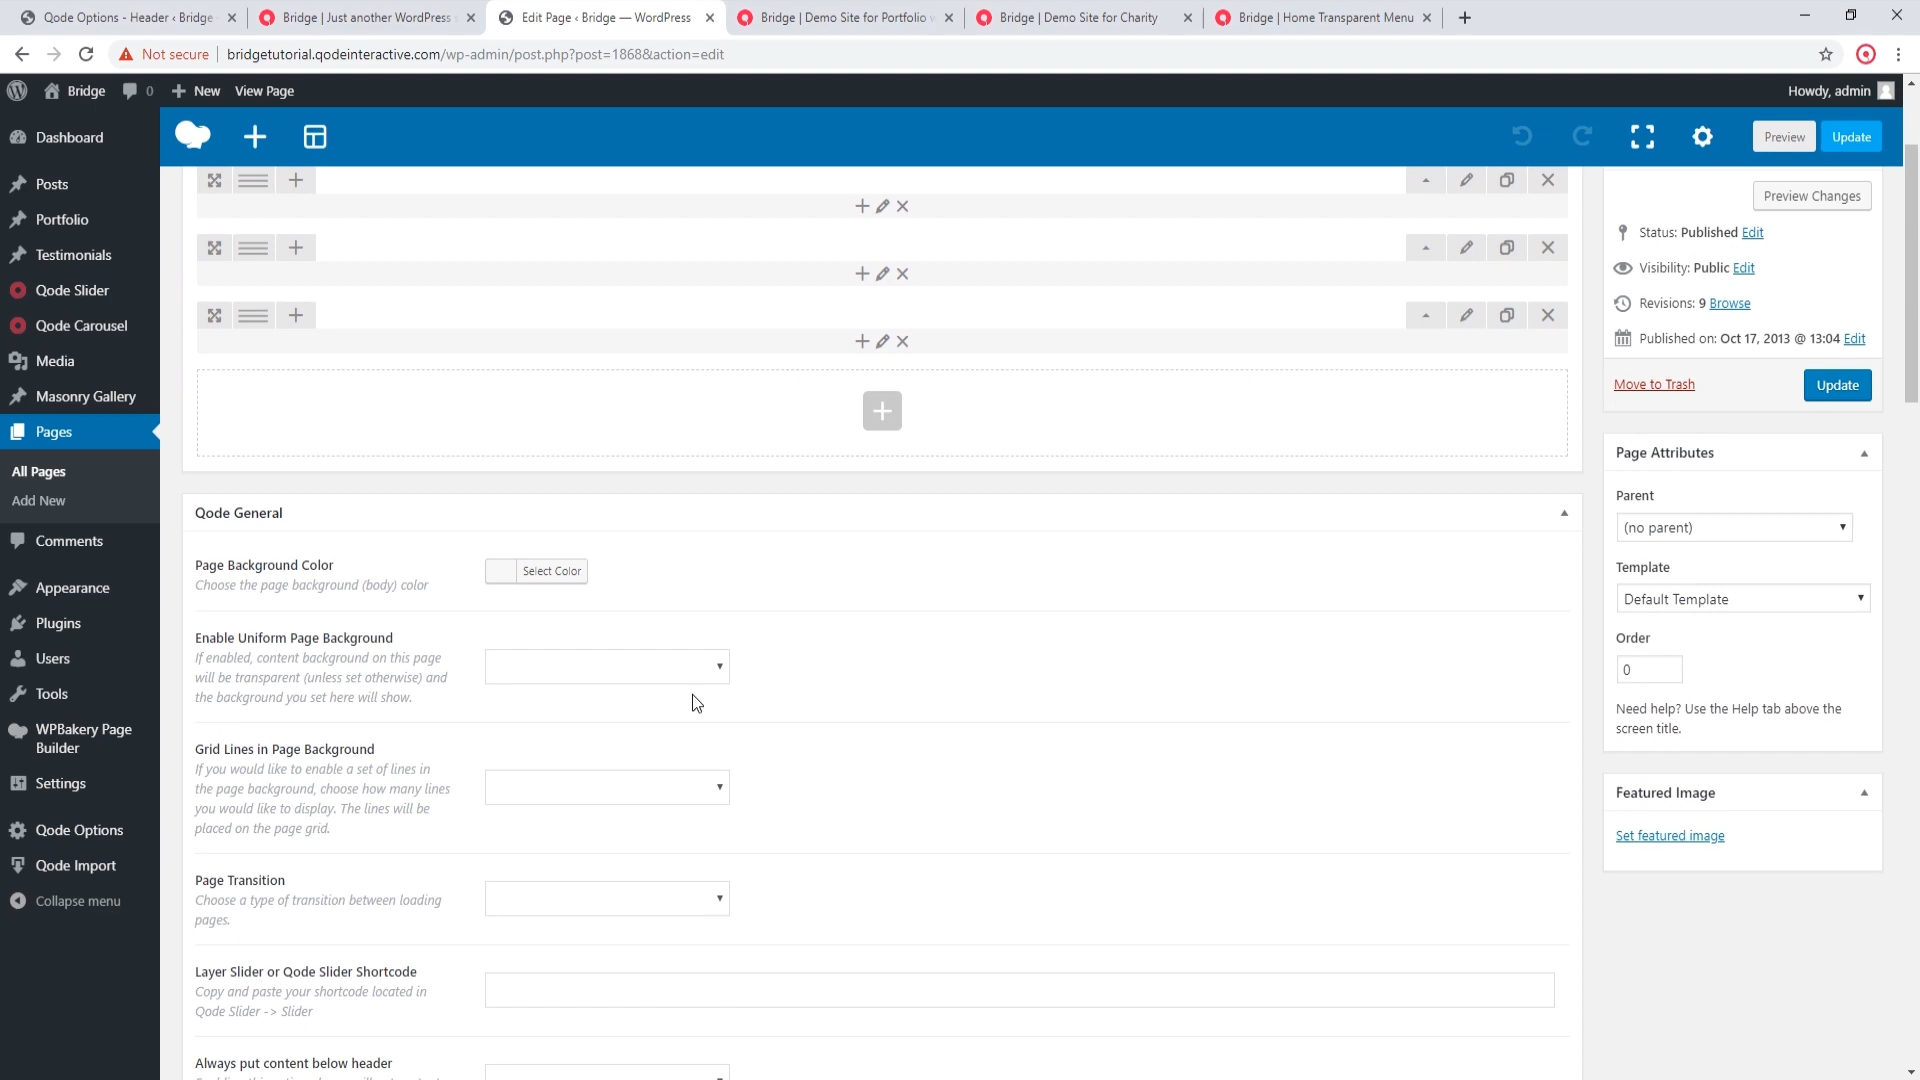 Qode Options - Header ‹ Bridge
Bridge | Just another WordPress s
Edit Page ‹ Bridge — WordPress
Bridge | Demo Site for Portfolio
Bridge | Demo Site for Charity
Bridge | Home Transparent Menu
Not secure
bridgetutorial.qodeinteractive.com/wp-admin/post.php?post=1868&action=edit
Bridge
0
New
View Page
Howdy, admin
Dashboard
Posts
Portfolio
Testimonials
Qode Slider
Qode Carousel
Media
Masonry Gallery
Pages
All Pages
Add New
Comments
Appearance
Plugins
Users
Tools
WPBakery Page
Builder
Settings
Qode Options
Qode Import
Collapse menu
Preview
Update
Preview Changes
Status: Published Edit
Visibility: Public Edit
Revisions: 9 Browse
Published on: Oct 17, 2013 @ 13:04 Edit
Move to Trash
Update
Page Attributes
Parent
(no parent)
Template
Default Template
Order
0
Need help? Use the Help tab above the
screen title.
Featured Image
Set featured image
Qode General
Page Background Color
Choose the page background (body) color
Select Color
Enable Uniform Page Background
If enabled, content background on this page
will be transparent (unless set otherwise) and
the background you set here will show.
Grid Lines in Page Background
If you would like to enable a set of lines in
the page background, choose how many lines
you would like to display. The lines will be
placed on the page grid.
Page Transition
Choose a type of transition between loading
pages.
Layer Slider or Qode Slider Shortcode
Copy and paste your shortcode located in
Qode Slider -> Slider
Always put content below header